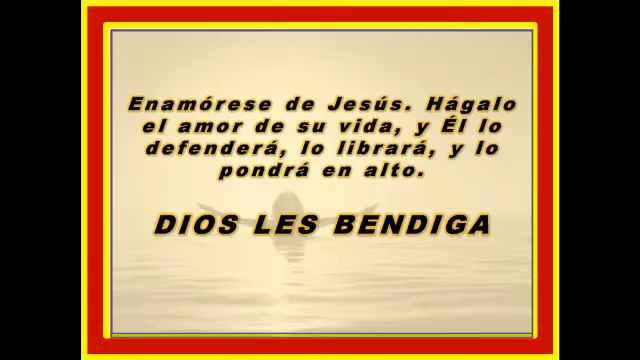 Enamórese de Jesús. Hágalo
el amor de su vida, y Él lo
defenderá, lo librará, y lo
pondrá en alto.
DIOS LES BENDIGA